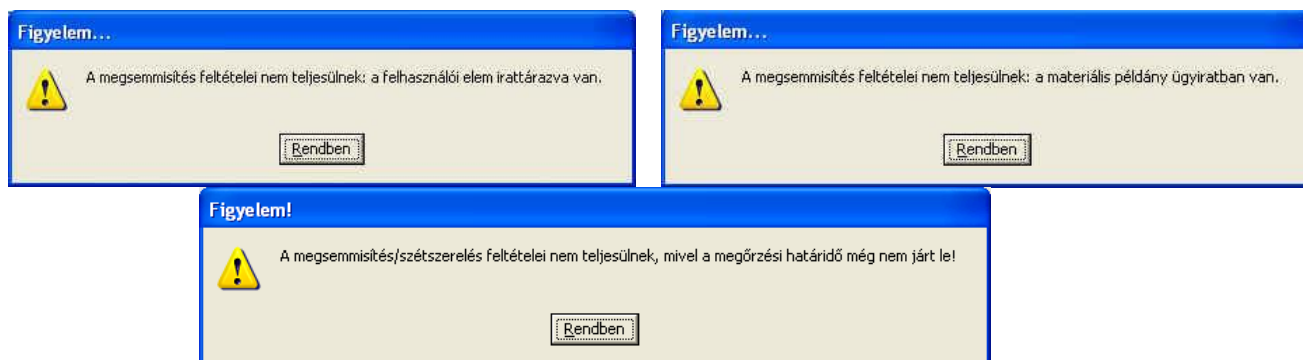 Figyelem...
A megsemmisítés feltételei nem teljesülnek: a felhasználói elem irattárazva van.
Rendben
Figyelem...
A megsemmisítés feltételei nem teljesülnek: a materiális példány ügyiratban van.
Rendben
Figyelem!
A megsemmisítés/szétszerelés feltételei nem teljesülnek, mivel a megőrzési határidő még nem járt le!
Rendben